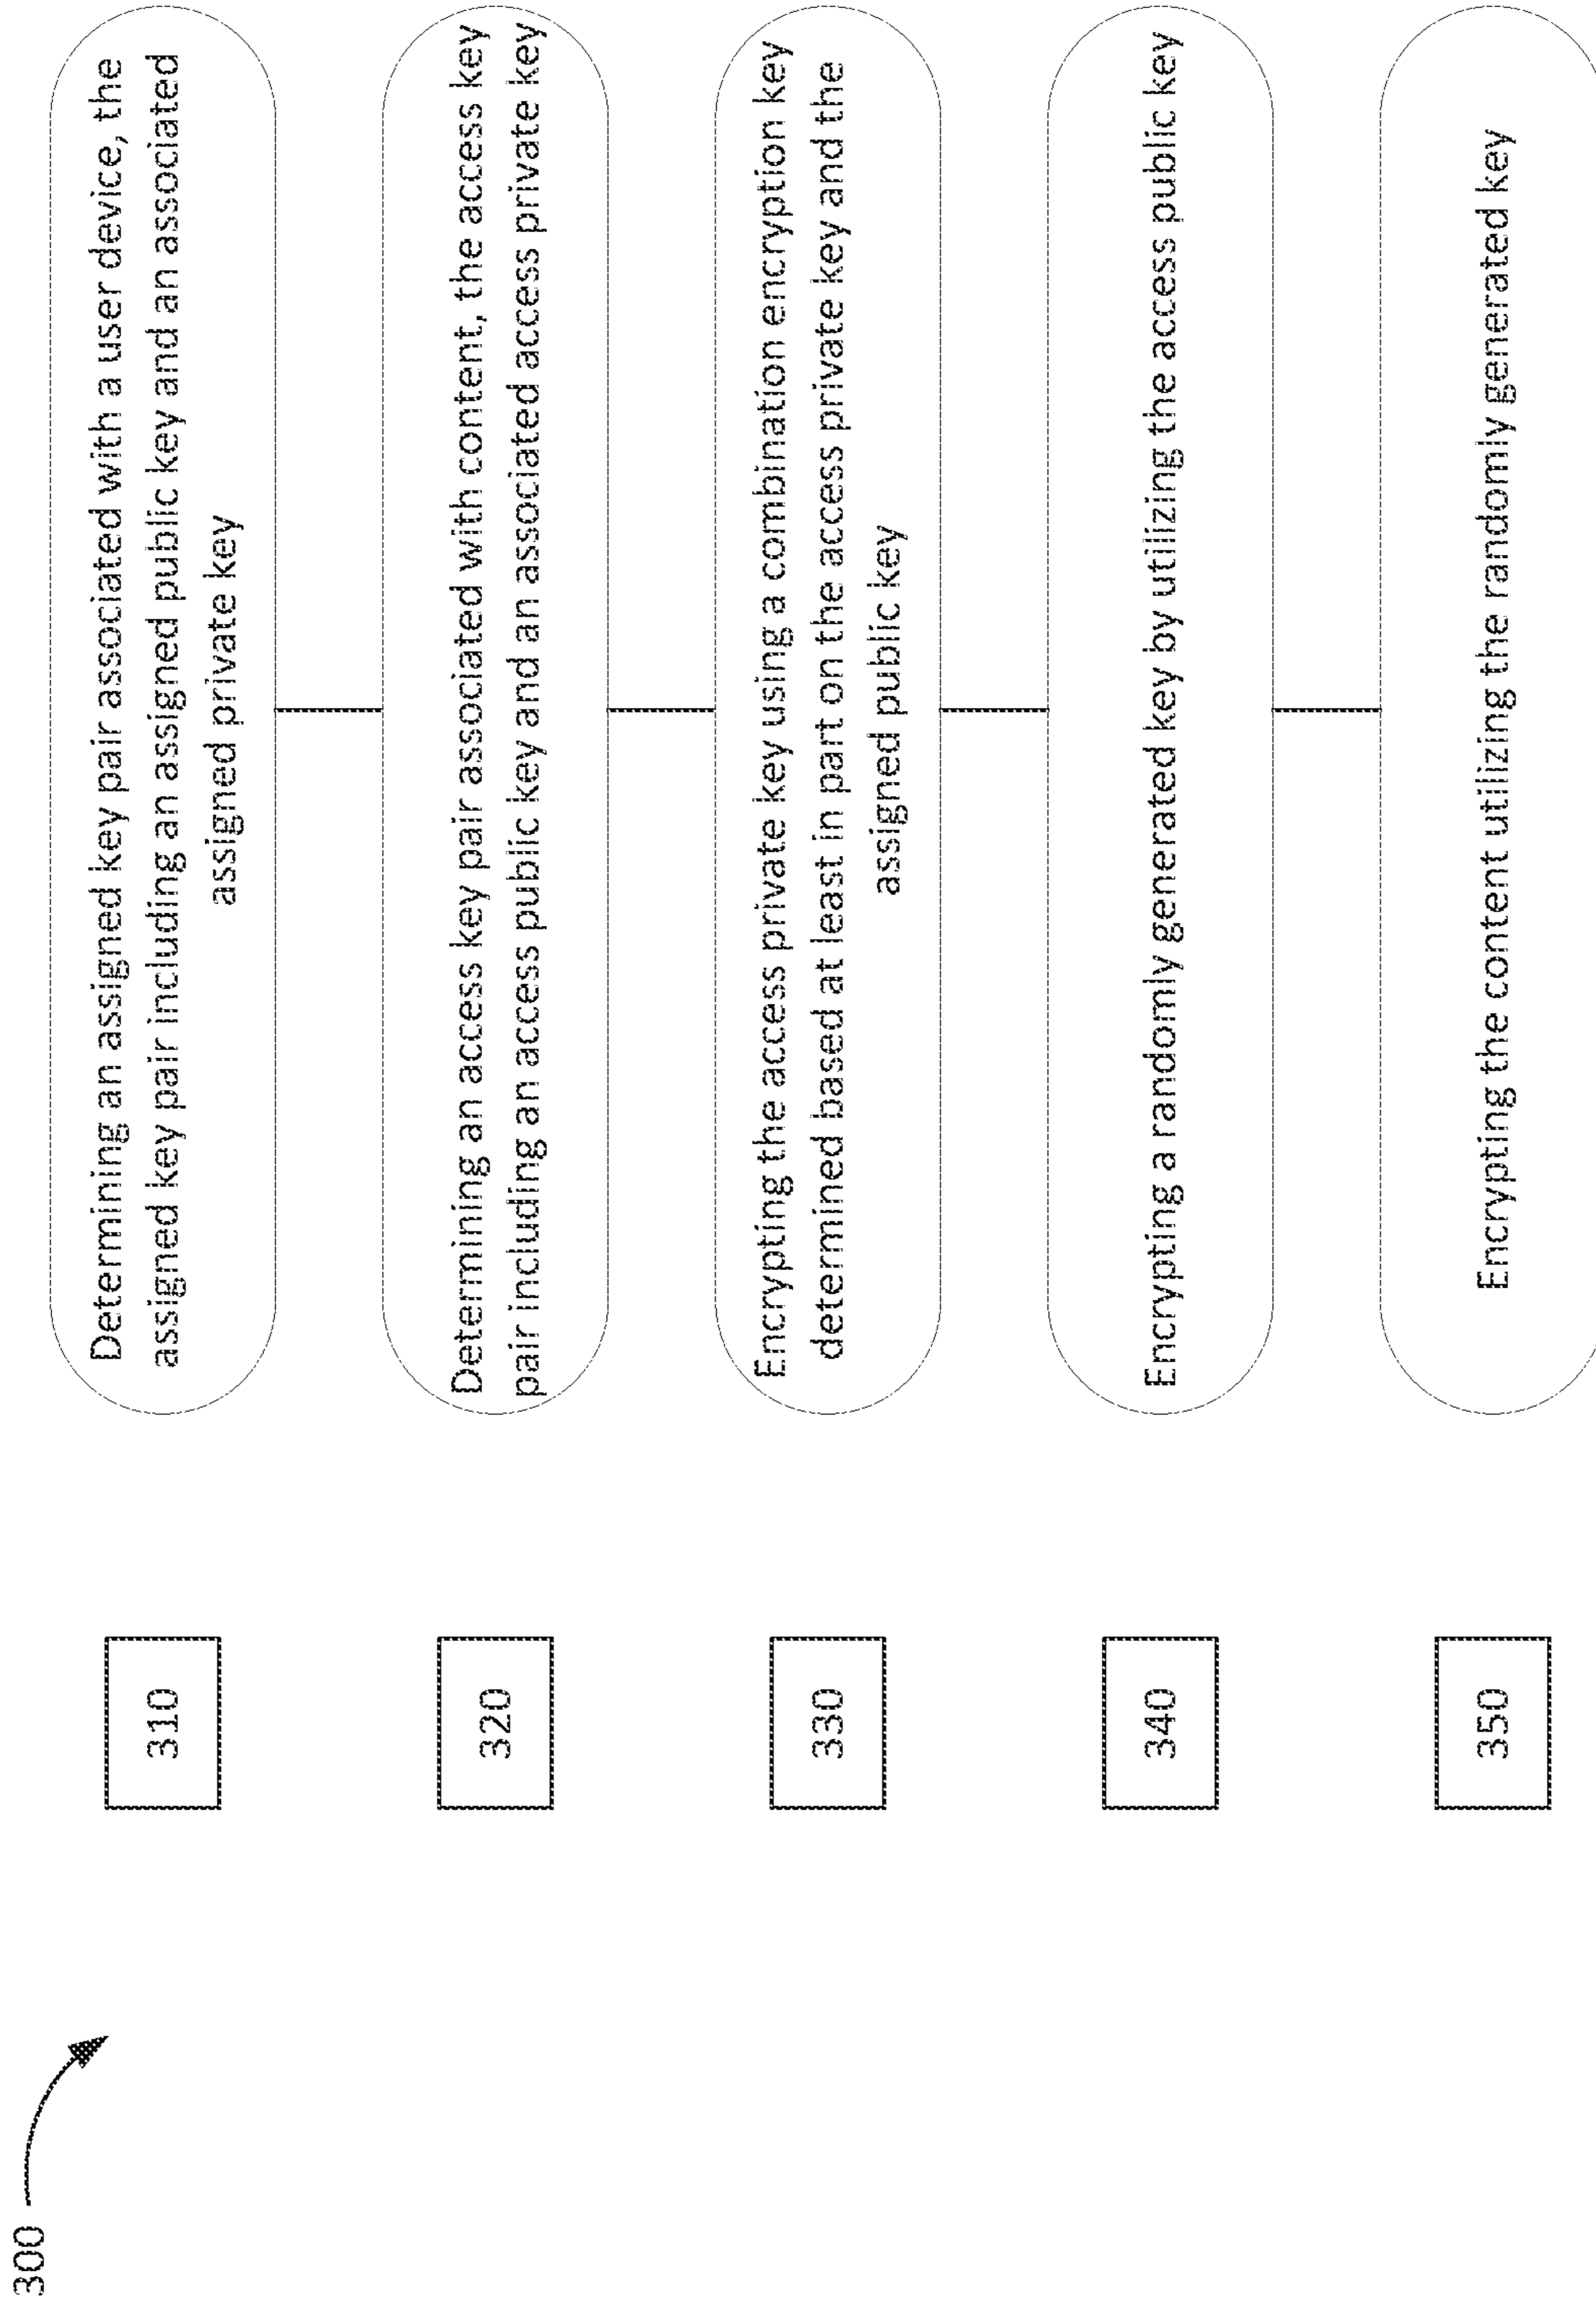 300
310
Determining an assigned key pair associated with a user device, the
assigned key pair including an assigned public key and an associated
assigned private key
320
Determining an access key pair associated with content, the access key
pair including an access public key and an associated access private key
330
Encrypting the access private key using a combination encryption key
determined based at least in part on the access private key and the
assigned public key
340
Encrypting a randomly generated key by utilizing the access public key
350
Encrypting the content utilizing the randomly generated key